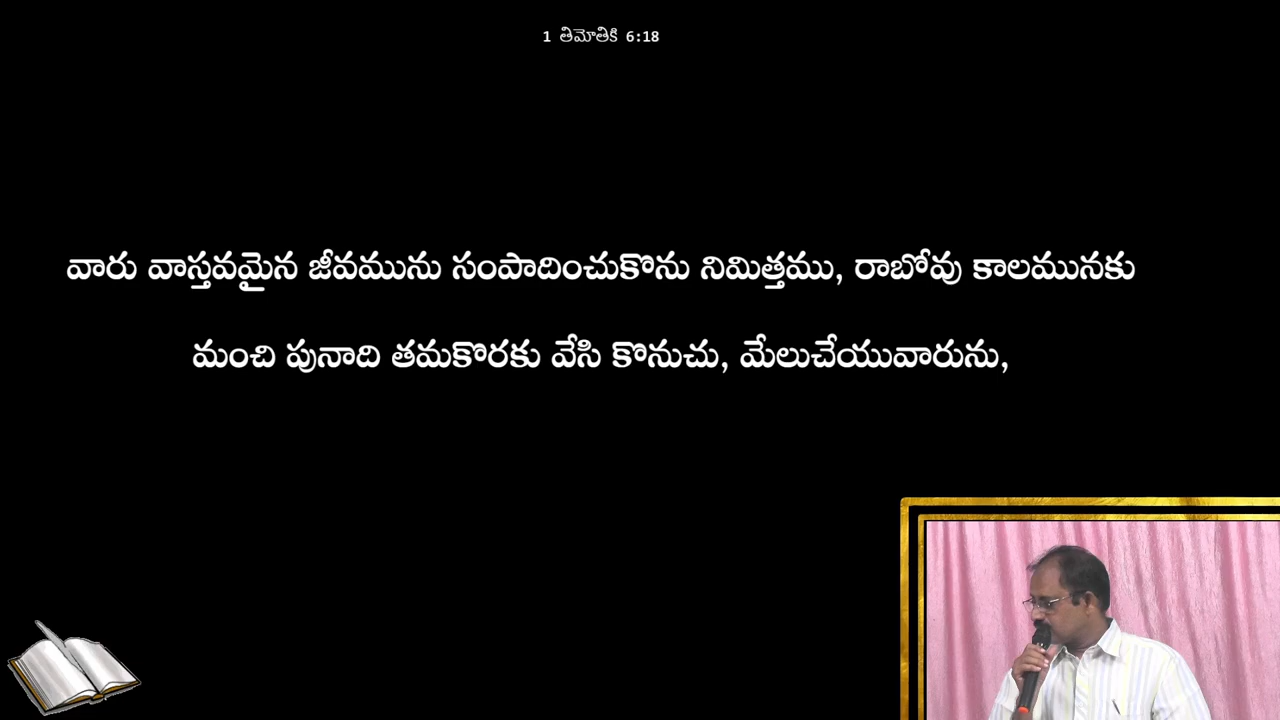 1 తిమోతికి 6:18
వారు వాస్తవమైన జీవమును సంపాదించుకొను నిమిత్తము, రాబోవు కాలమునకు
మంచి పునాది తమకొరకు వేసి కొనుచు, మేలుచేయువారును,